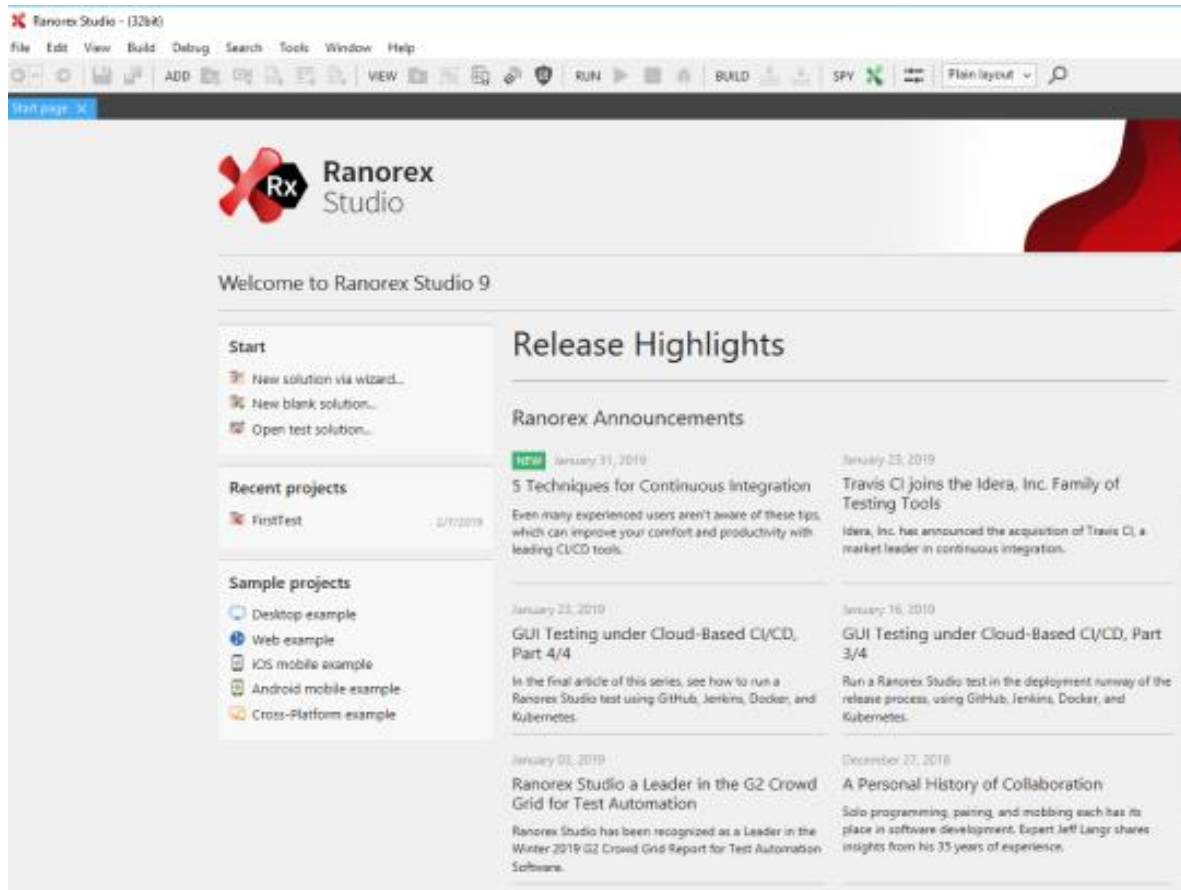 Ranorex Studio - (32bit)
File Edit View Build Debug Search Tools Window Help
ADD VIEW RUN BUILD SPY Plain layout
Start page
Rx
Ranorex
Studio
Welcome to Ranorex Studio 9
Start
New solution via wizard...
New blank solution...
Open test solution...
Recent projects
FirstTest 2/7/2019
Sample projects
Desktop example
Web example
iOS mobile example
Android mobile example
Cross-Platform example
Release Highlights
Ranorex Announcements
NEW January 31, 2019
5 Techniques for Continuous Integration
Even many experienced users aren't aware of these tips,
which can improve your comfort and productivity with
leading CI/CD tools.
January 23, 2019
Travis CI joins the Idera, Inc. Family of
Testing Tools
Idera, Inc. has announced the acquisition of Travis CI, a
market leader in continuous integration.
January 23, 2019
GUI Testing under Cloud-Based CI/CD,
Part 4/4
In the final article of this series, see how to run a
Ranorex Studio test using GitHub, Jenkins, Docker, and
Kubernetes.
January 16, 2019
GUI Testing under Cloud-Based CI/CD, Part
3/4
Run a Ranorex Studio test in the deployment runway of the
release process, using GitHub, Jenkins, Docker, and
Kubernetes.
January 03, 2019
Ranorex Studio a Leader in the G2 Crowd
Grid for Test Automation
Ranorex Studio has been recognized as a Leader in the
Winter 2019 G2 Crowd Grid Report for Test Automation
Software.
December 27, 2018
A Personal History of Collaboration
Solo programming, pairing, and mobbing each has its
place in software development. Expert Jeff Langr shares
insights from his 35 years of experience.